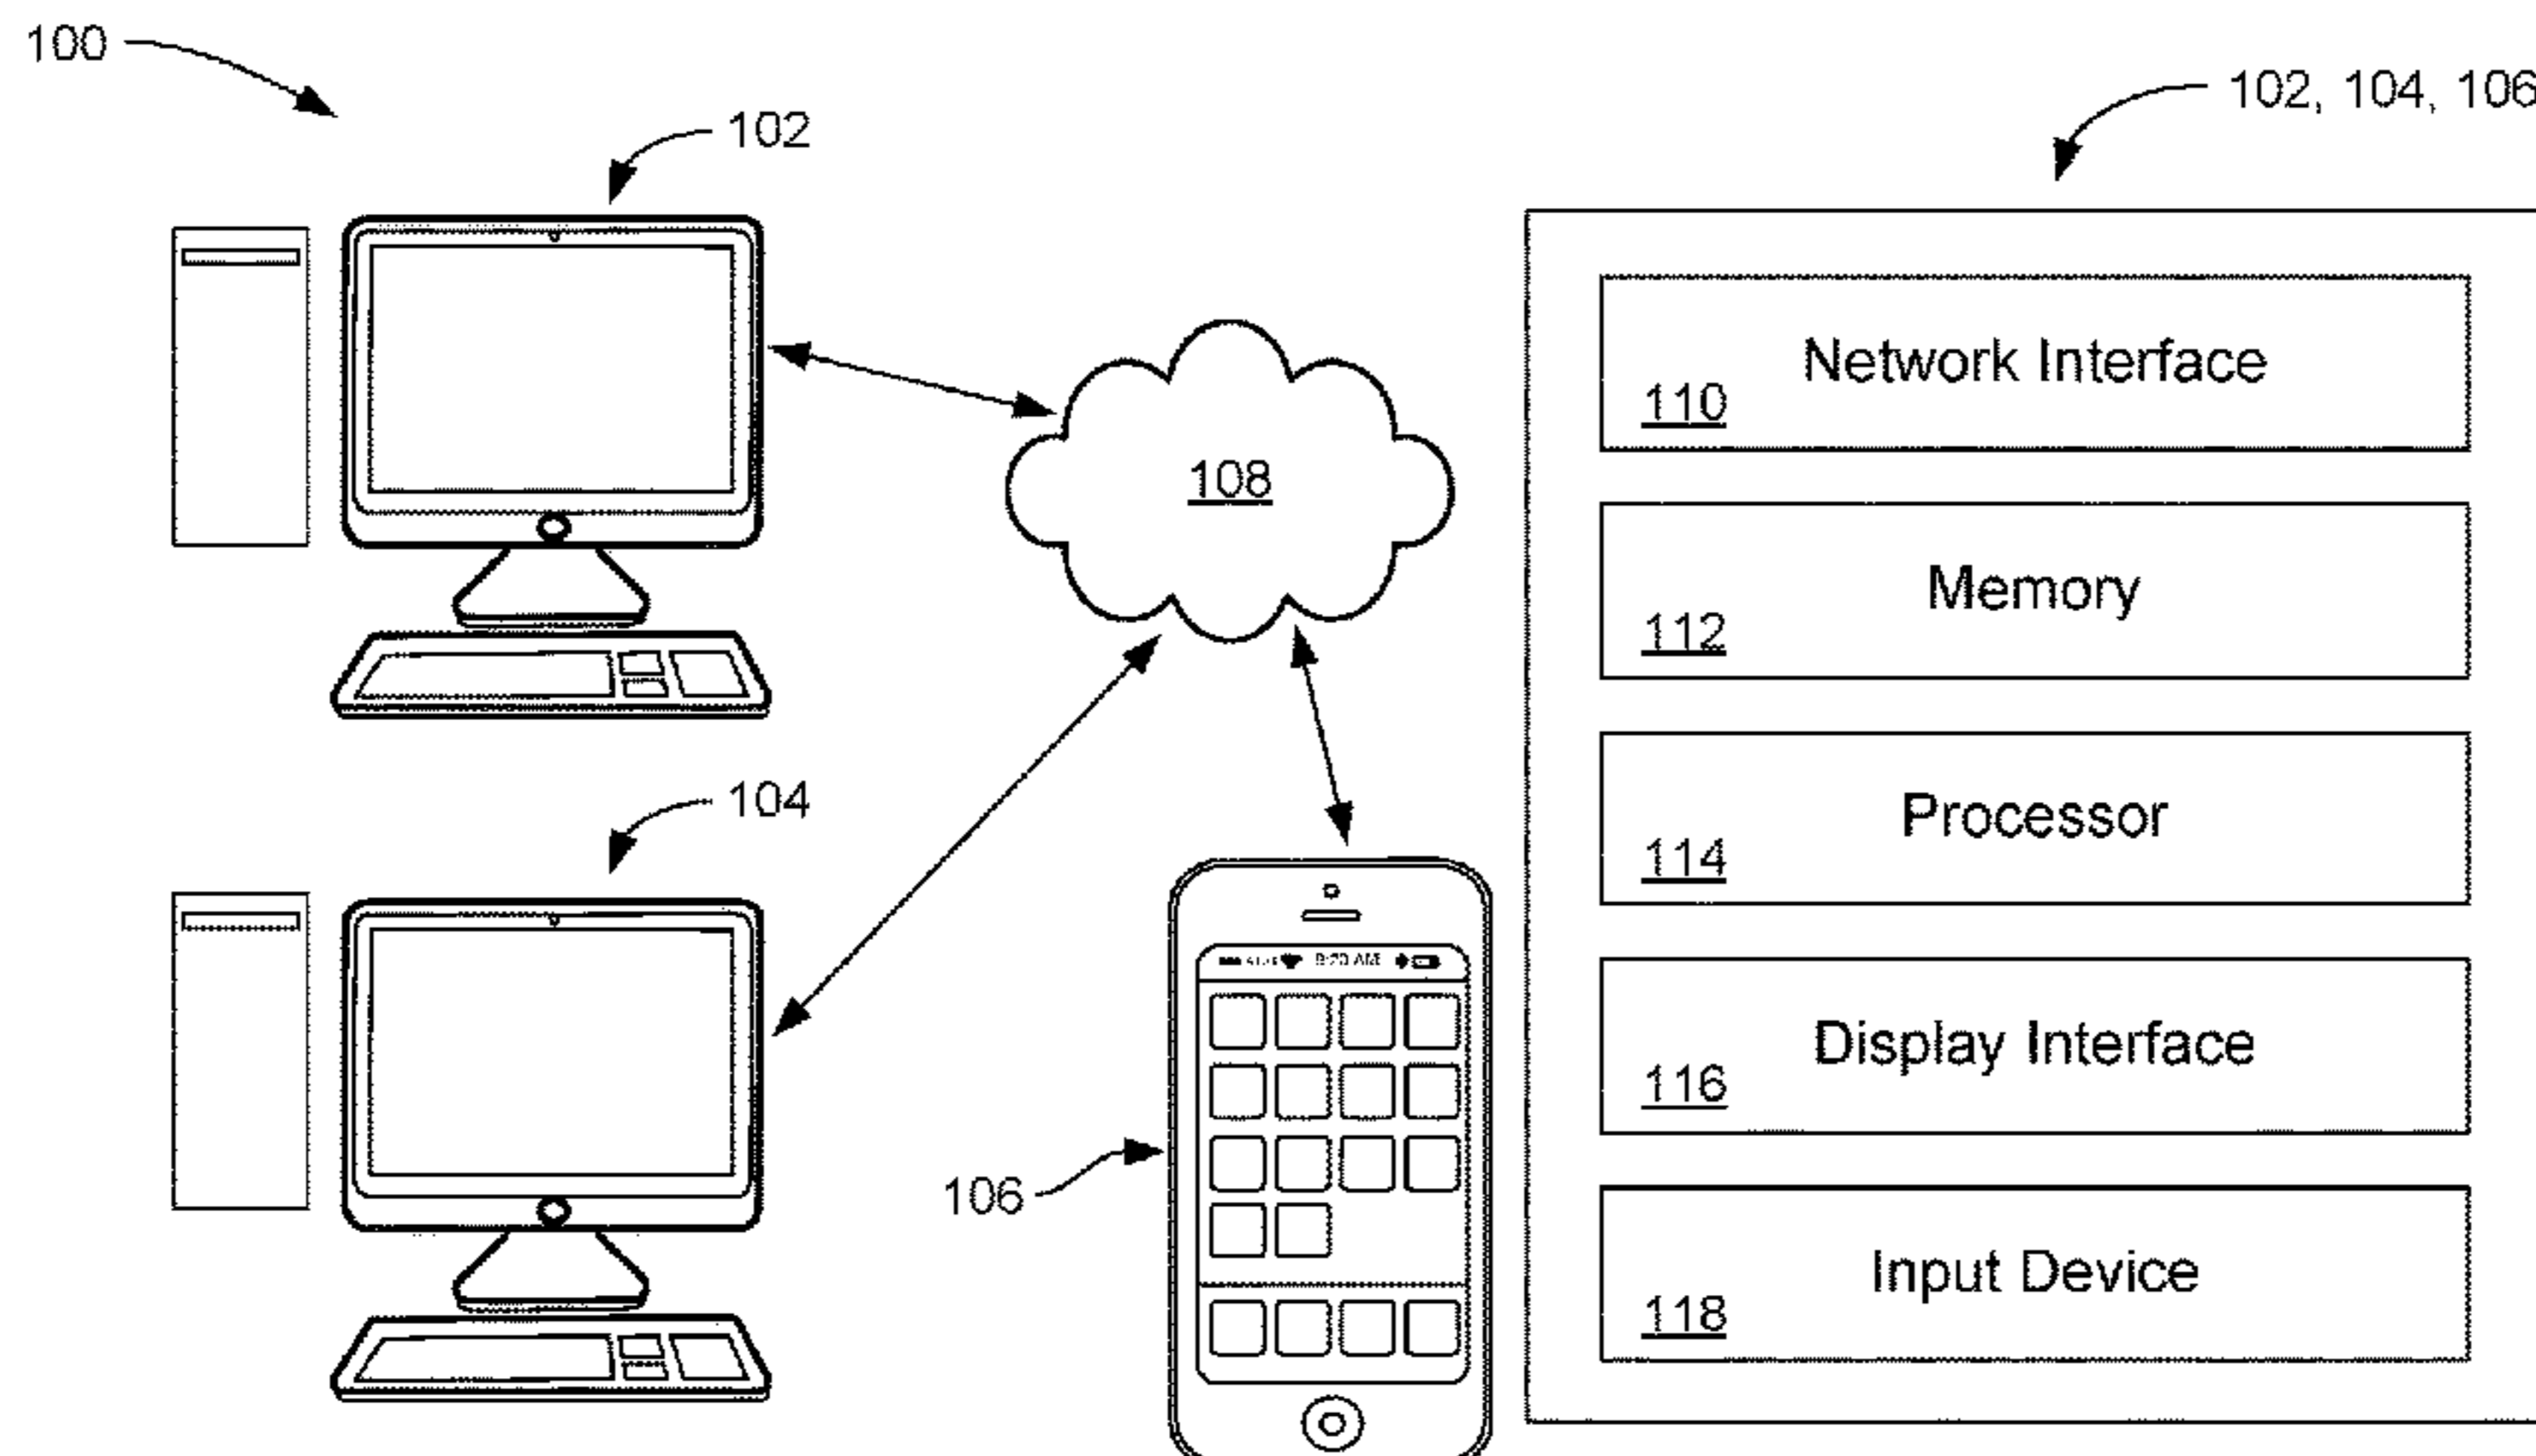 100
102
102, 104, 106
108
104
106
Network Interface
110
Memory
112
Processor
114
Display Interface
116
Input Device
118